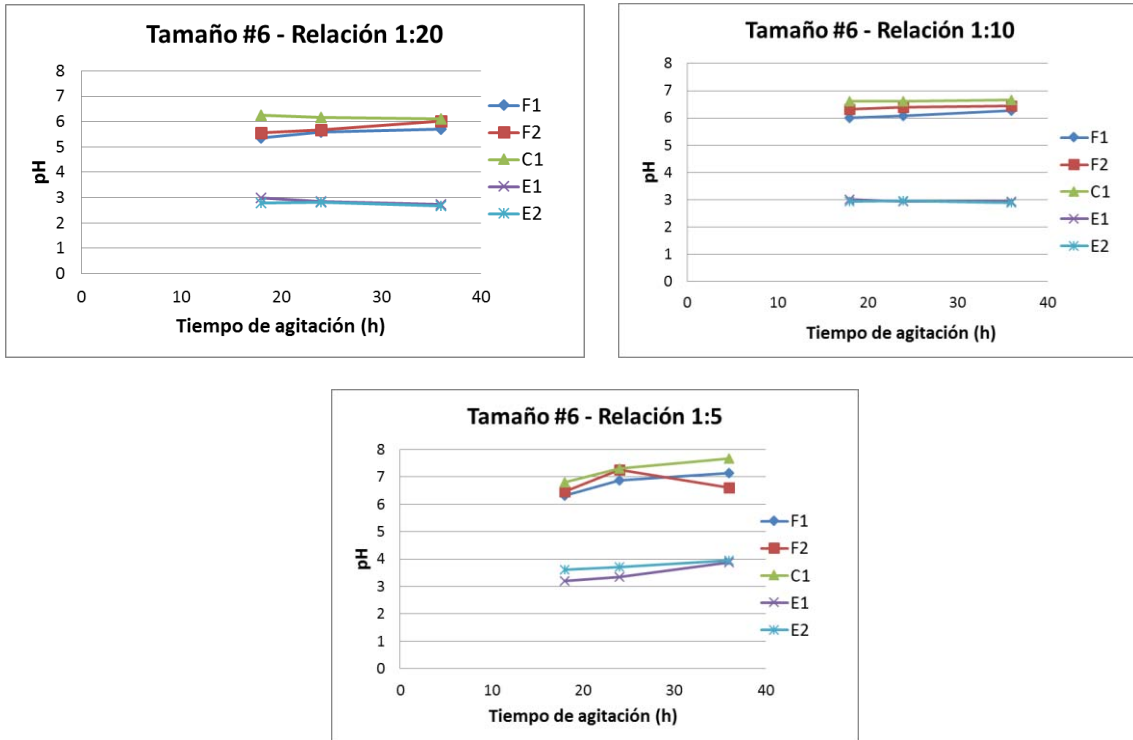 Tamaño #6 - Relación 1:20
8
7
6
5
4
3
2
1
0
pH
0 10 20 30 40
Tiempo de agitación (h)
F1
F2
C1
E1
E2
Tamaño #6 - Relación 1:10
8
7
6
5
4
3
2
1
0
pH
0 10 20 30 40
Tiempo de agitación (h)
F1
F2
C1
E1
E2
Tamaño #6 - Relación 1:5
8
7
6
5
4
3
2
1
0
pH
0 10 20 30 40
Tiempo de agitación (h)
F1
F2
C1
E1
E2